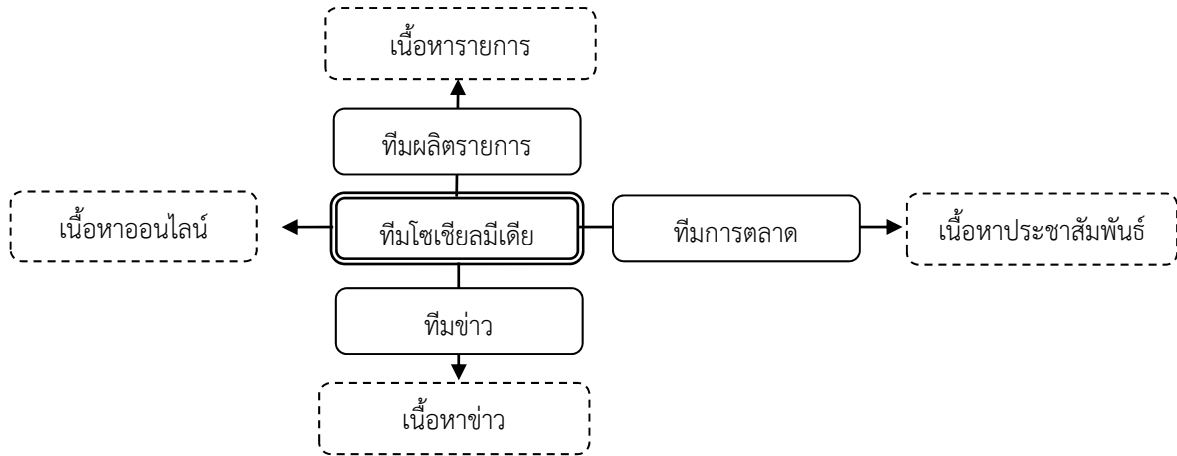 เนื้อหารายการ
ทีมผลิตรายการ
เนื้อหาออนไลน์
ทีมโซเชียลมีเดีย
ทีมการตลาด
เนื้อหาประชาสัมพันธ์
ทีมข่าว
เนื้อหาข่าว